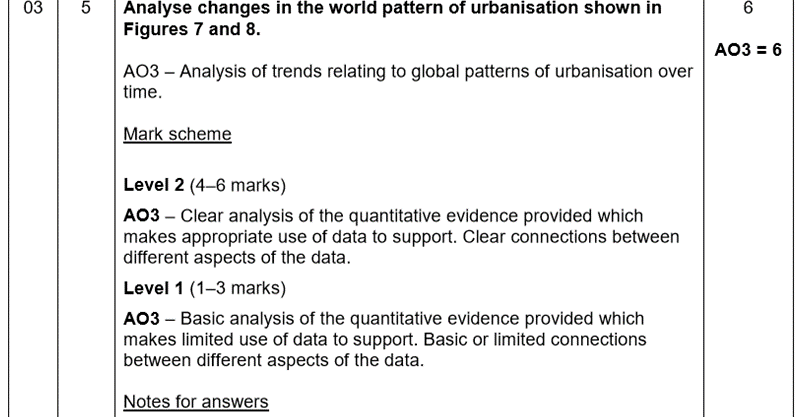 03 5 Analyse changes in the world pattern of urbanisation shown in 6
Figures 7 and 8.
AO3 = 6
AO3 – Analysis of trends relating to global patterns of urbanisation over
time.
Mark scheme
Level 2 (4–6 marks)
AO3 – Clear analysis of the quantitative evidence provided which
makes appropriate use of data to support. Clear connections between
different aspects of the data.
Level 1 (1–3 marks)
AO3 – Basic analysis of the quantitative evidence provided which
makes limited use of data to support. Basic or limited connections
between different aspects of the data.
Notes for answers